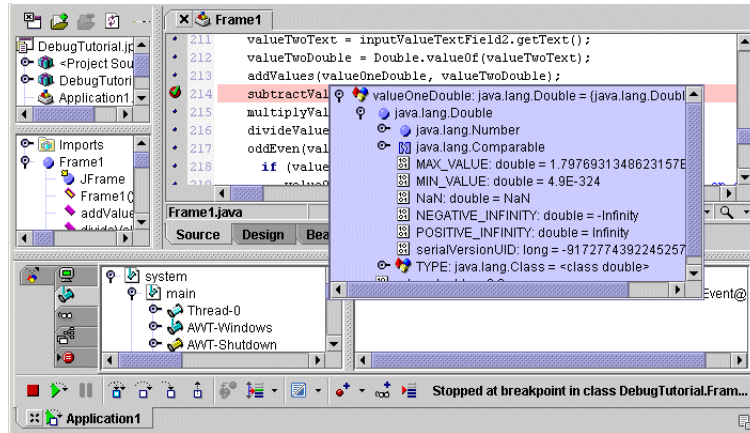 Frame1
DebugTutorial.jp
<Project Sou
DebugTutori
Application1.
Imports
Frame1
JFrame
Frame1(
addValue
divideVal
211 valueTwoText = inputValueTextField2.getText();
212 valueTwoDouble = Double.valueOf(valueTwoText);
213 addValues(valueOneDouble, valueTwoDouble);
214 subtractVal
215 multiplyVal
216 divideValue
217 oddEven(val
218 if (value
219
valueOneDouble: java.lang.Double = {java.lang.Doubl
java.lang.Double
java.lang.Number
java.lang.Comparable
MAX_VALUE: double = 1.7976931348623157E
MIN_VALUE: double = 4.9E-324
NaN: double = NaN
NEGATIVE_INFINITY: double = -Infinity
POSITIVE_INFINITY: double = Infinity
serialVersionUID: long = -9172774392245257
TYPE: java.lang.Class = <class double>
Frame1.java
Source Design Bea
system
main
Thread-0
AWT-Windows
AWT-Shutdown
Event@
Stopped at breakpoint in class DebugTutorial.Fram...
Application1